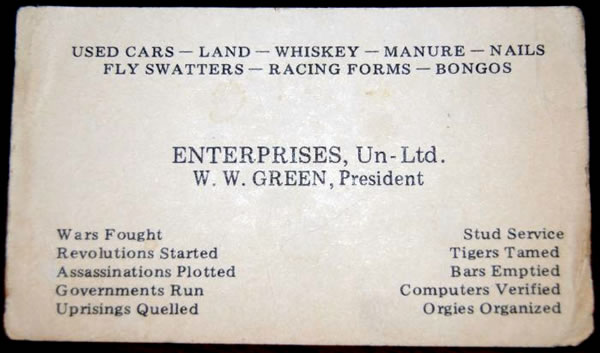 USED CARS — LAND — WHISKEY — MANURE — NAILS
FLY SWATTERS — RACING FORMS — BONGOS
ENTERPRISES, Un-Ltd.
W. W. GREEN, President
Wars Fought
Revolutions Started
Assassinations Plotted
Governments Run
Uprisings Quelled
Stud Service
Tigers Tamed
Bars Emptied
Computers Verified
Orgies Organized